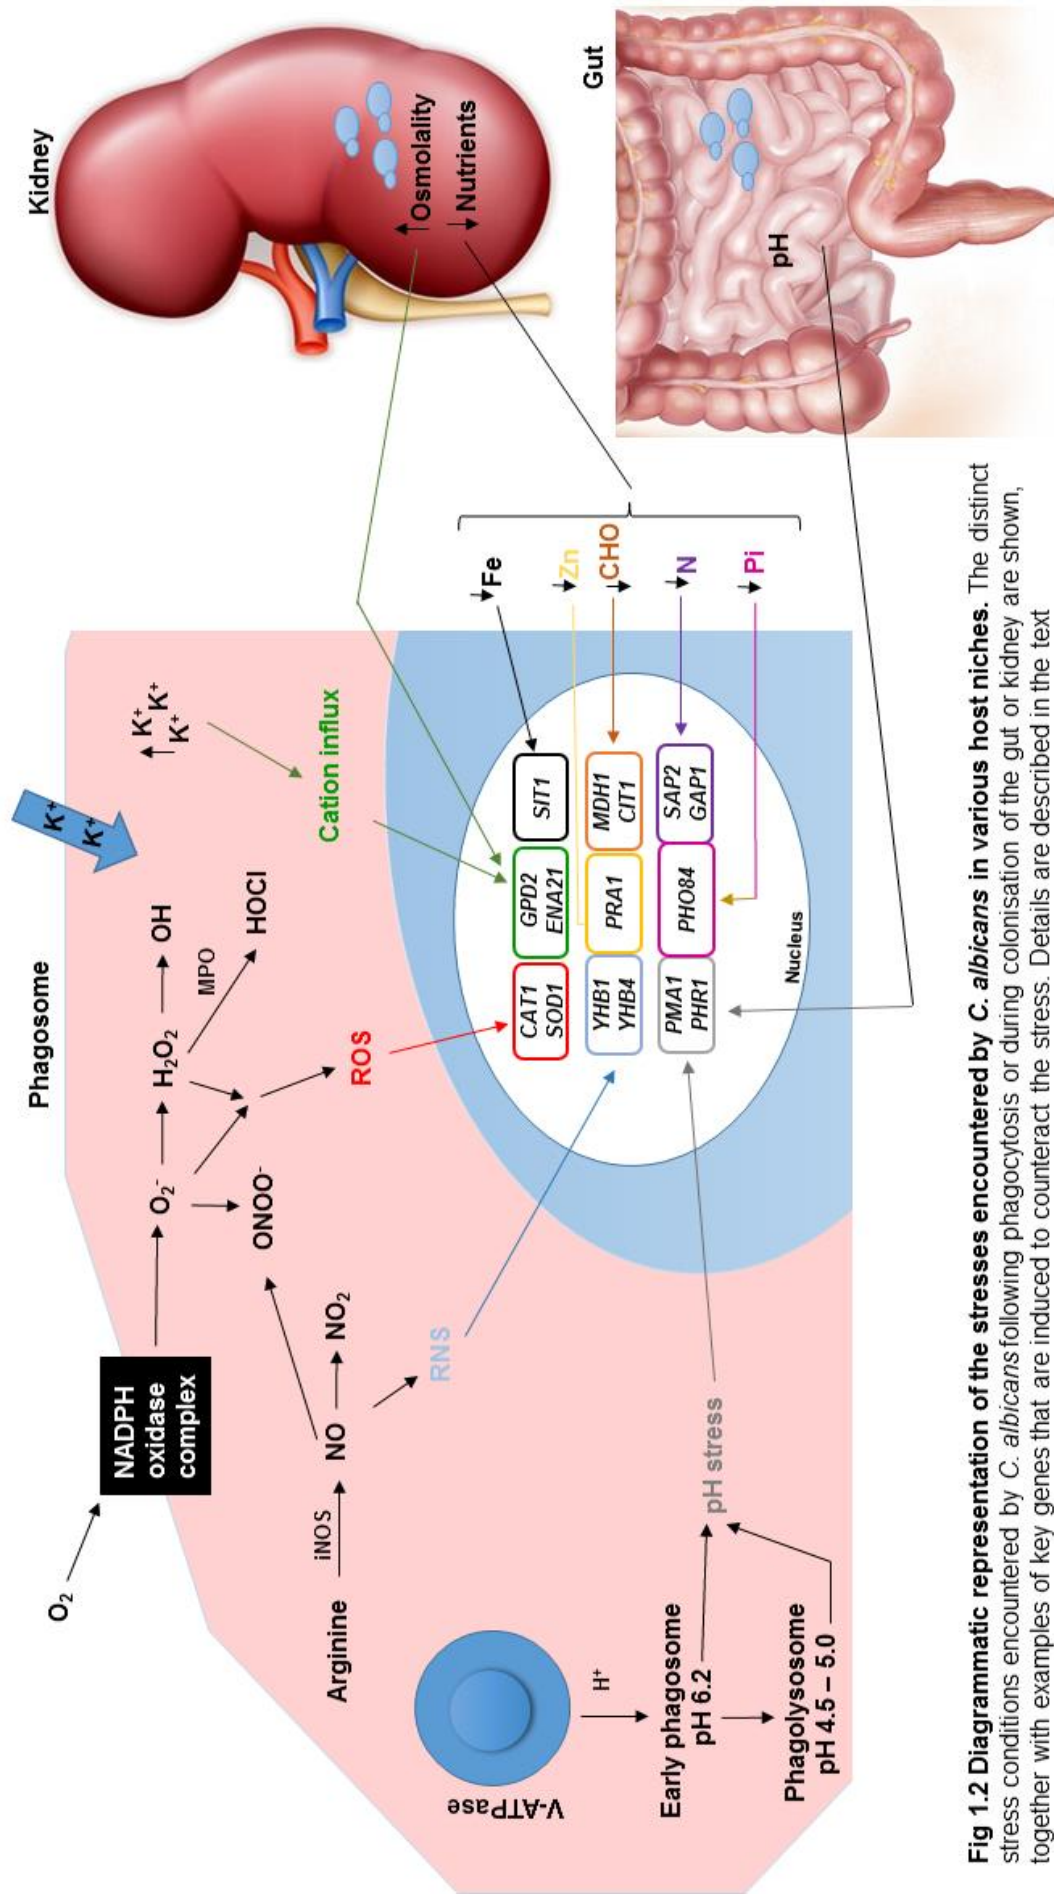 Phagosome
O₂
NADPH
oxidase
complex
O₂⁻
H₂O₂
OH
MPO
HOCl
ONOO⁻
Arginine
iNOS
NO
NO₂
RNS
ROS
K⁺
K⁺
K⁺
K⁺
K⁺
Cation influx
V-ATPase
H⁺
Early phagosome
pH 6.2
Phagolysosome
pH 4.5 – 5.0
pH stress
CAT1
SOD1
GPD2
ENA21
SIT1
YHB1
YHB4
PRA1
MDH1
CIT1
PMA1
PHR1
PHO84
SAP2
GAP1
Nucleus
Fe
Zn
CHO
N
Pi
Kidney
Osmolality
Nutrients
Gut
pH
Fig 1.2 Diagrammatic representation of the stresses encountered by C. albicans in various host niches. The distinct
stress conditions encountered by C. albicans following phagocytosis or during colonisation of the gut or kidney are shown,
together with examples of key genes that are induced to counteract the stress. Details are described in the text